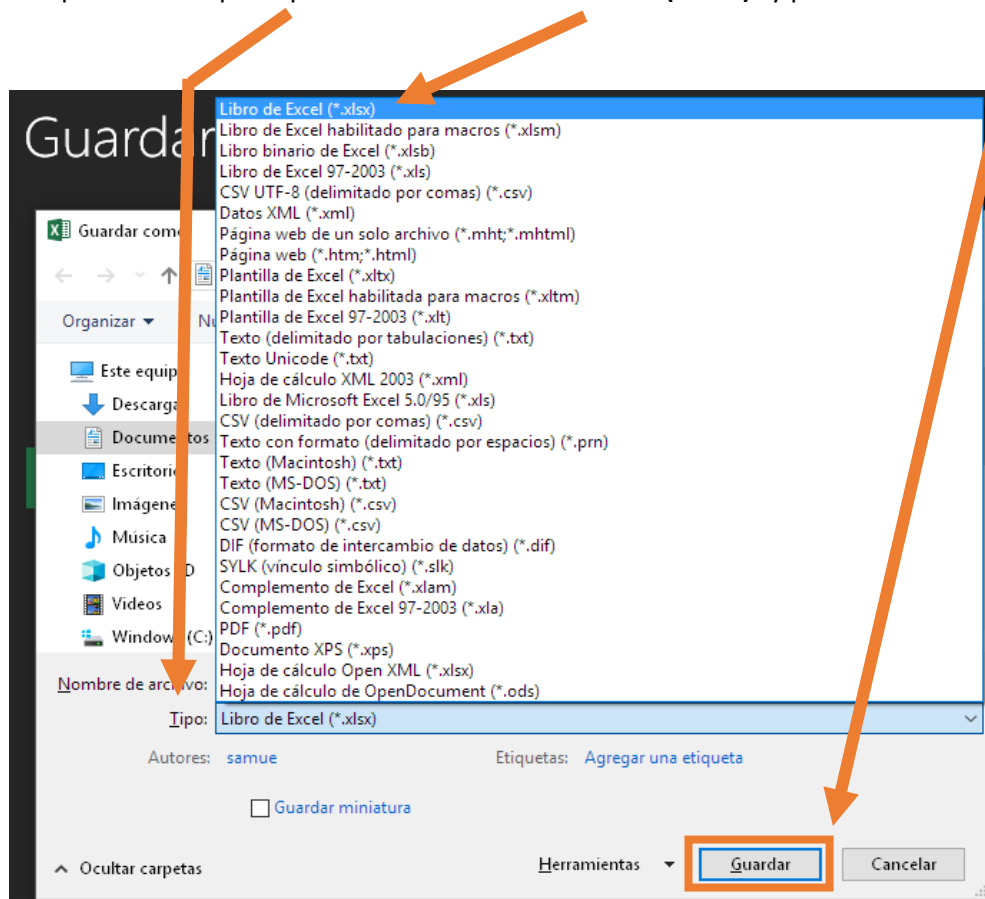 Guardar
Libro de Excel (*.xlsx)
Libro de Excel habilitado para macros (*.xlsm)
Libro binario de Excel (*.xlsb)
Libro de Excel 97-2003 (*.xls)
CSV UTF-8 (delimitado por comas) (*.csv)
Datos XML (*.xml)
Página web de un solo archivo (*.mht;*.mhtml)
Página web (*.htm;*.html)
Plantilla de Excel (*.xltx)
Plantilla de Excel habilitada para macros (*.xltm)
Plantilla de Excel 97-2003 (*.xlt)
Texto (delimitado por tabulaciones) (*.txt)
Texto Unicode (*.txt)
Hoja de cálculo XML 2003 (*.xml)
Libro de Microsoft Excel 5.0/95 (*.xls)
CSV (delimitado por comas) (*.csv)
Texto con formato (delimitado por espacios) (*.prn)
Texto (Macintosh) (*.txt)
Texto (MS-DOS) (*.txt)
CSV (Macintosh) (*.csv)
CSV (MS-DOS) (*.csv)
DIF (formato de intercambio de datos) (*.dif)
SYLK (vínculo simbólico) (*.slk)
Complemento de Excel (*.xlam)
Complemento de Excel 97-2003 (*.xla)
PDF (*.pdf)
Documento XPS (*.xps)
Hoja de cálculo Open XML (*.xlsx)
Hoja de cálculo de OpenDocument (*.ods)
Guardar como
Organizar Nu
Este equip
Descarga
Documentos
Escritorio
Imágene
Música
Objetos D
Videos
Windows (C:)
Nombre de archivo:
Tipo: Libro de Excel (*.xlsx)
Autores: samue Etiquetas: Agregar una etiqueta
Guardar miniatura
Ocultar carpetas Herramientas Guardar Cancelar